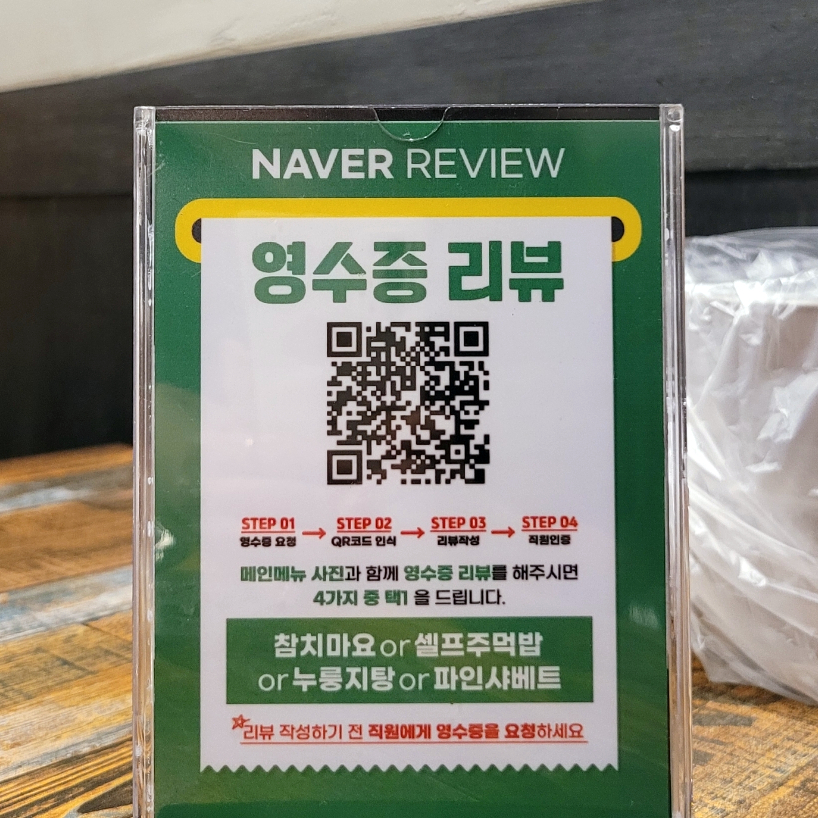 NAVER REVIEW
영수증 리뷰
STEP 01 → STEP 02 → STEP 03 → STEP 04
영수증 요청 QR코드 인식 리뷰작성 직원인증
메인메뉴 사진과 함께 영수증 리뷰를 해주시면
4가지 중 택1 을 드립니다.
참치마요 or 셀프주먹밥
or 누룽지탕 or 파인샤베트
리뷰 작성하기 전 직원에게 영수증을 요청하세요